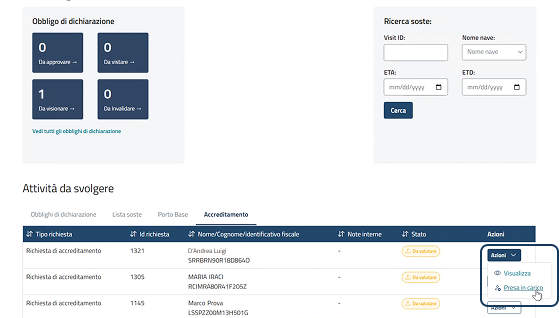 Obbligo di dichiarazione
0
Da approvare →
0
Da vistare →
1
Da visionare →
0
Da Invalidare →
Vedi tutti gli obblighi di dichiarazione
Ricerca soste:
Visit ID:
Nome nave:
Nome navo
ETA:
ETD:
mm/dd/yyyy
mm/dd/yyyy
Cerca
Attività da svolgere
Obblighi di dichiarazione
Lista soste
Porto Base
Accreditamento
Tipo richiesta
Id richiesta
Nome/Cognome/Identificativo fiscale
Note interne
Stato
Azioni
Richiesta di accreditamento
1321
D'Andrea Luigi
SRRBRN90R18D864O
-
Da valutare
Azioni
Visualizza
Presa in carico
Richiesta di accreditamento
1305
MARIA IRACI
RCIMRA80R41F205Z
-
Da valutare
Richiesta di accreditamento
1145
Marco Prova
LSSPZZ00M13H501G
-
Da valutare
Azioni